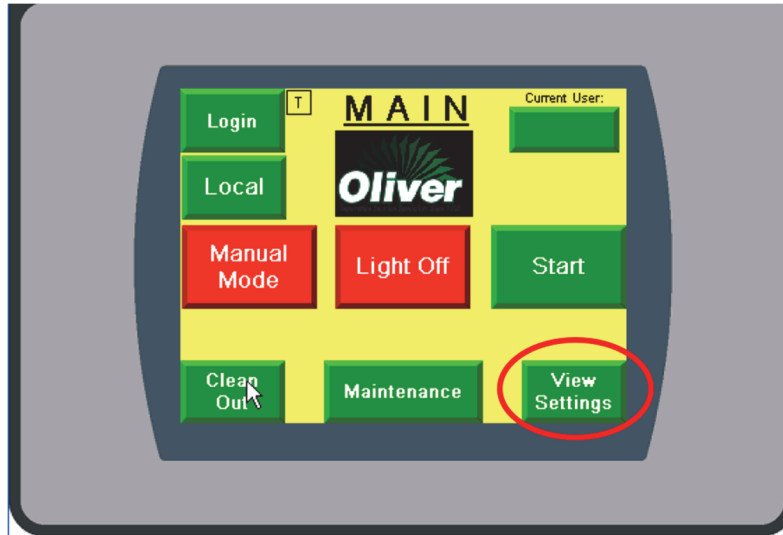 Login
T
MAIN
Current User:
Local
Oliver
Manual
Mode
Light Off
Start
Clean
Out
Maintenance
View
Settings